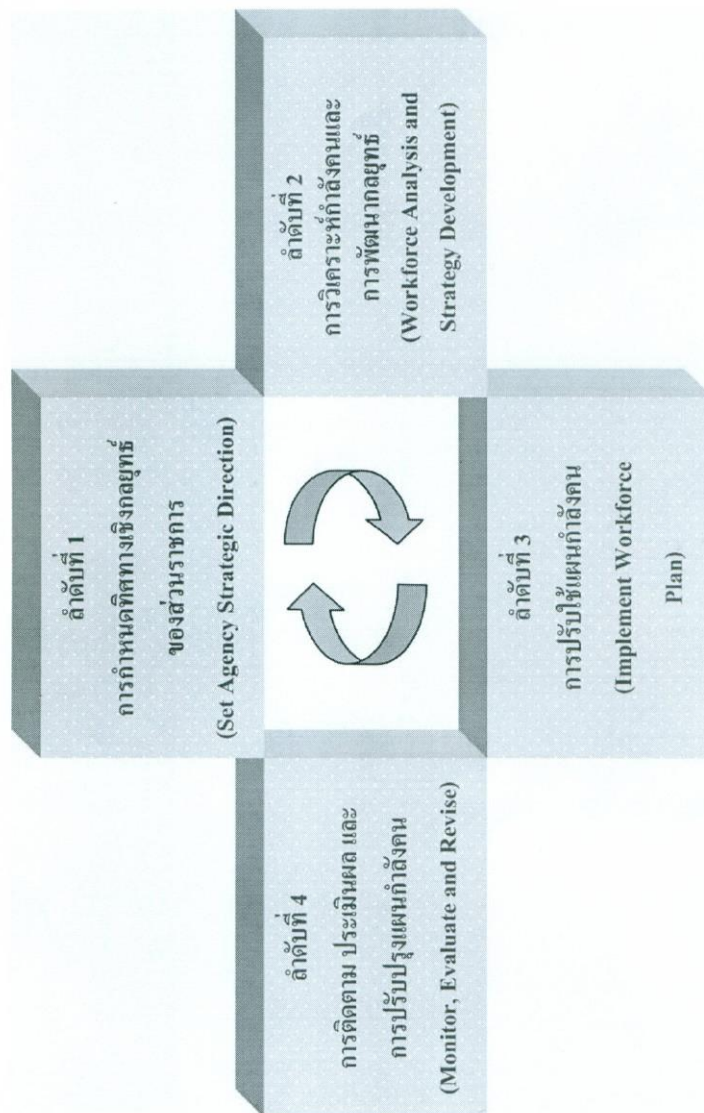 ลำดับที่ 1
การกำหนดทิศทางเชิงกลยุทธ์
ของส่วนราชการ
(Set Agency Strategic Direction)
ลำดับที่ 2
การวิเคราะห์กำลังคนและ
การพัฒนากลยุทธ์
(Workforce Analysis and
Strategy Development)
ลำดับที่ 3
การปรับใช้แผนกำลังคน
(Implement Workforce
Plan)
ลำดับที่ 4
การติดตาม ประเมินผล และ
การปรับปรุงแผนกำลังคน
(Monitor, Evaluate and Revise)